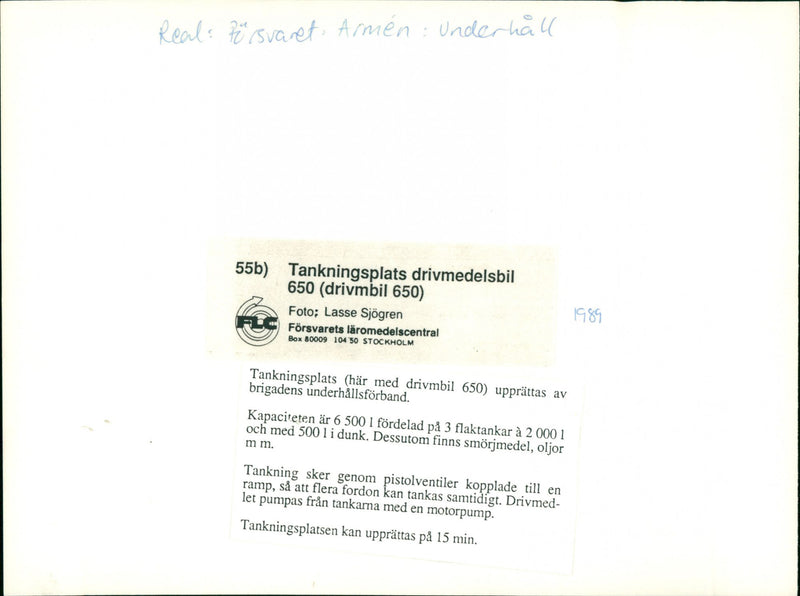 Real: Försvaret: Armén: Underhåll
55b) Tankningsplats drivmedelsbil
650 (drivmbil 650)
Foto: Lasse Sjögren
FLC
Försvarets läromedelscentral
Box 80009 104 50 STOCKHOLM
1989
Tankningsplats (här med drivmbil 650) upprättas av
brigadens underhållsförband.
Kapaciteten är 6 500 l fördelad på 3 flaktankar à 2 000 l
och med 500 l i dunk. Dessutom finns smörjmedel, oljor
m m.
Tankning sker genom pistolventiler kopplade till en
ramp, så att flera fordon kan tankas samtidigt. Drivmed-
let pumpas från tankarna med en motorpump.
Tankningsplatsen kan upprättas på 15 min.